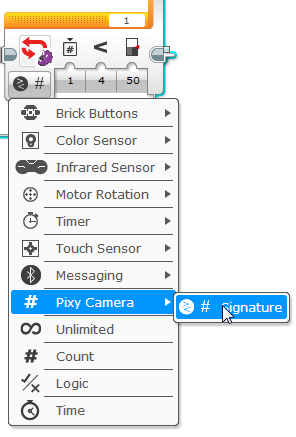 1
#
<
#
1
4
50
Brick Buttons
Color Sensor
Infrared Sensor
Motor Rotation
Timer
Touch Sensor
Messaging
# Pixy Camera
# Signature
Unlimited
# Count
Logic
Time